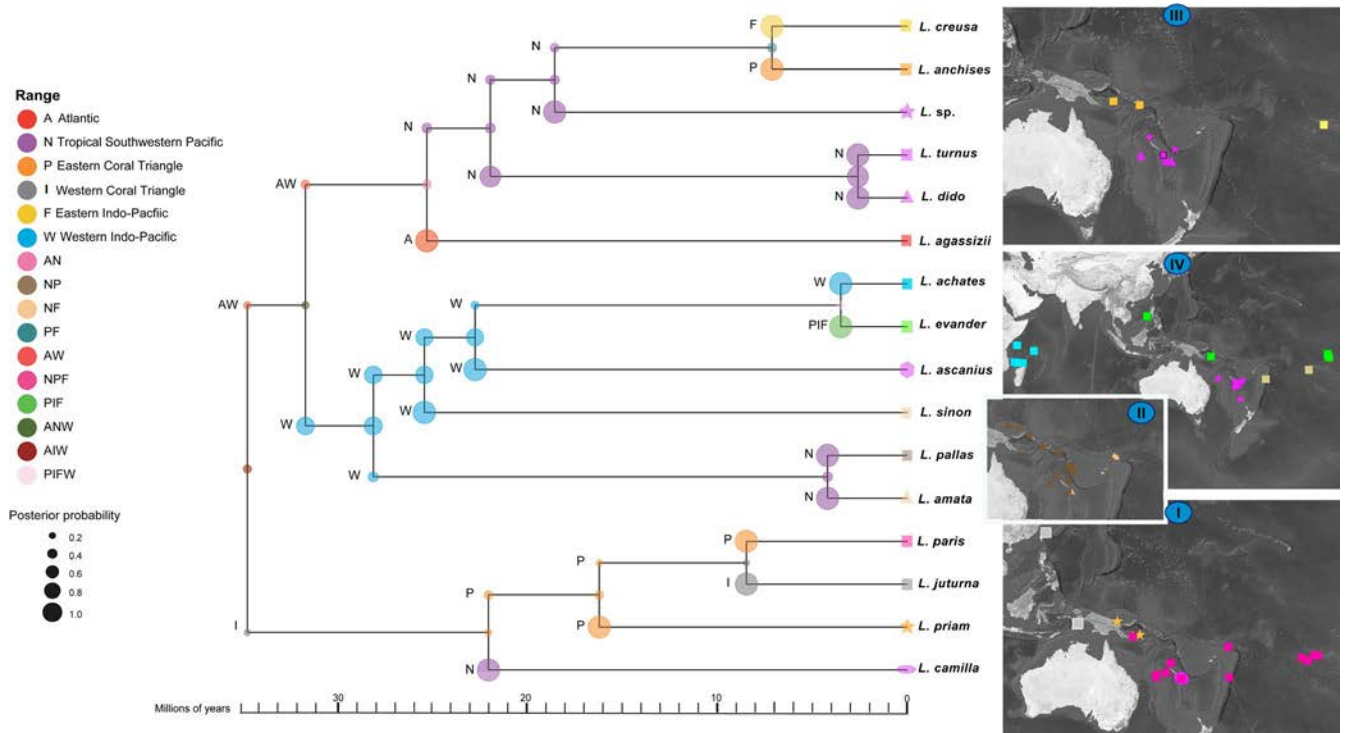 Range
A Atlantic
N Tropical Southwestern Pacific
P Eastern Coral Triangle
I Western Coral Triangle
F Eastern Indo-Pacfiic
W Western Indo-Pacific
AN
NP
NF
PF
AW
NPF
PIF
ANW
AIW
PIFW
Posterior probability
0.2
0.4
0.6
0.8
1.0
F
L. creusa
N
P
L. anchises
N
N
L. sp.
N
N
L. turnus
N
N
L. dido
AW
A
L. agassizii
AW
W
L. achates
W
PIF
L. evander
W
W
L. ascanius
W
W
L. sinon
W
N
L. pallas
W
N
L. amata
P
L. paris
P
I
L. juturna
P
P
L. priam
I
N
L. camilla
Millions of years
30
20
10
0
III
IV
II
I